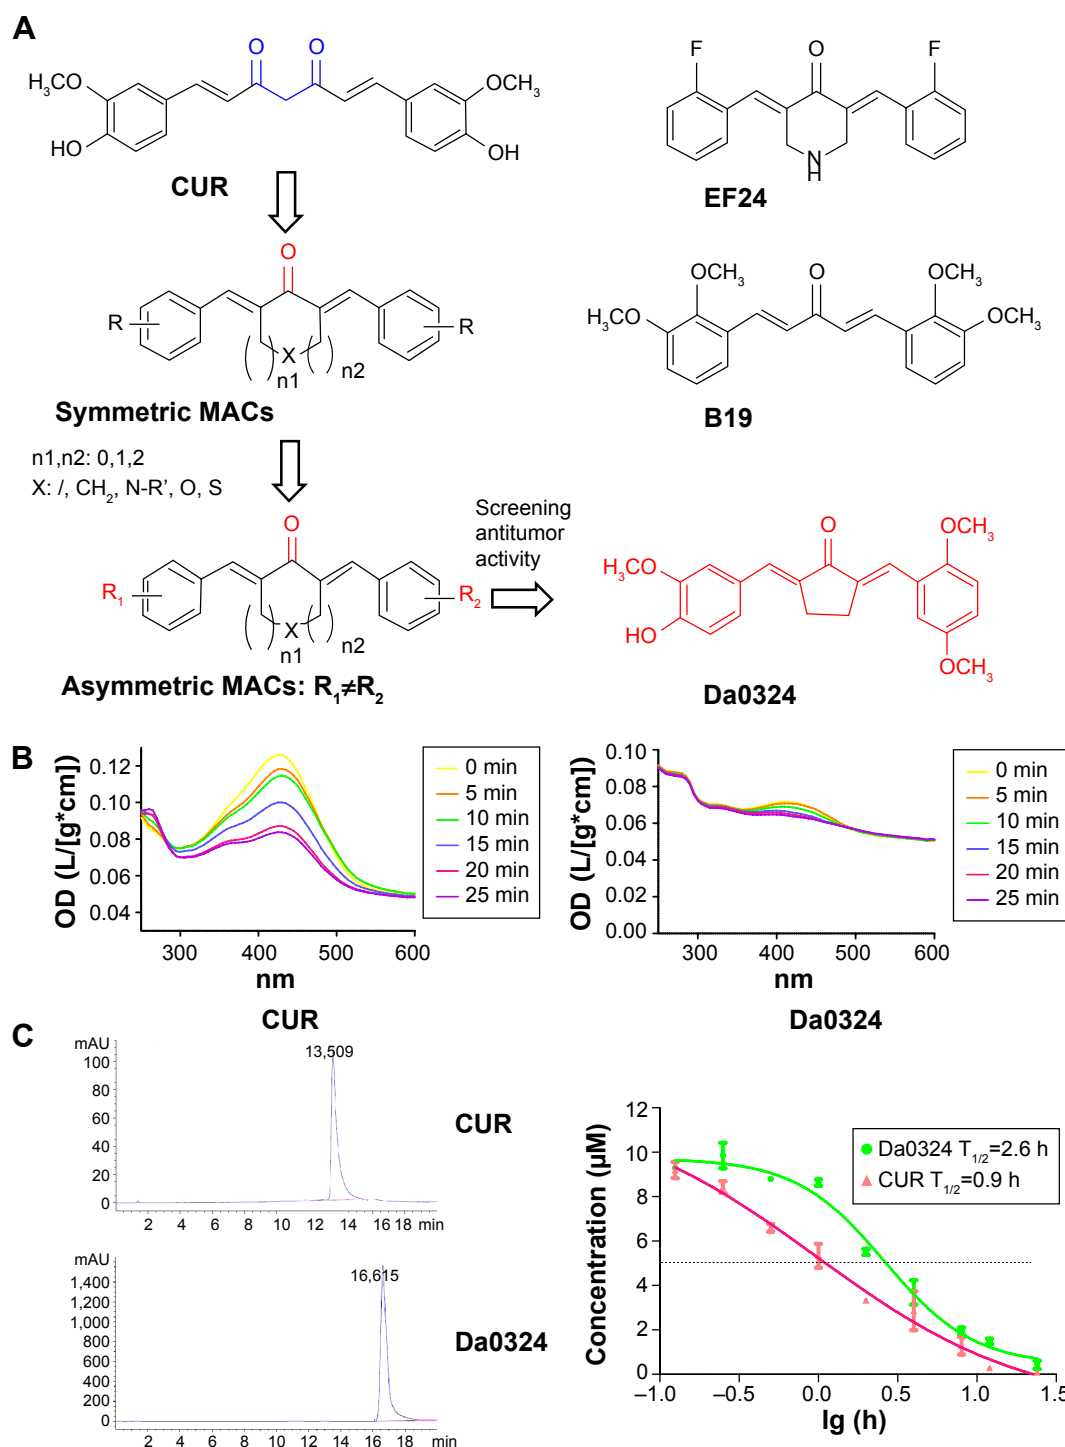 A
O O
H3CO OCH3
HO OH
CUR
F O F
N
H
EF24
O
R R
X
n1 n2
Symmetric MACs
OCH3 O OCH3
H3CO OCH3
B19
n1,n2: 0,1,2
X: /, CH2, N-R’, O, S
O
R1 R2
X
n1 n2
Asymmetric MACs: R1≠R2
Screening
antitumor
activity
O OCH3
H3CO
HO
OCH3
Da0324
B
OD (L/[g*cm])
0.12
0.10
0.08
0.06
0.04
300 400 500 600
nm
0 min
5 min
10 min
15 min
20 min
25 min
CUR
OD (L/[g*cm])
0.10
0.08
0.06
0.04
0.02
0.00
300 400 500 600
nm
0 min
5 min
10 min
15 min
20 min
25 min
Da0324
C
mAU
100
80
60
40
20
0
13,509
2 4 6 8 10 12 14 16 18 min
CUR
mAU
1,400
1,200
1,000
800
600
400
200
0
16,615
2 4 6 8 10 12 14 16 18 min
Da0324
Concentration (µM)
12
10
8
6
4
2
0
–1.0 –0.5 0.0 0.5 1.0 1.5
lg (h)
Da0324 T1/2=2.6 h
CUR T1/2=0.9 h